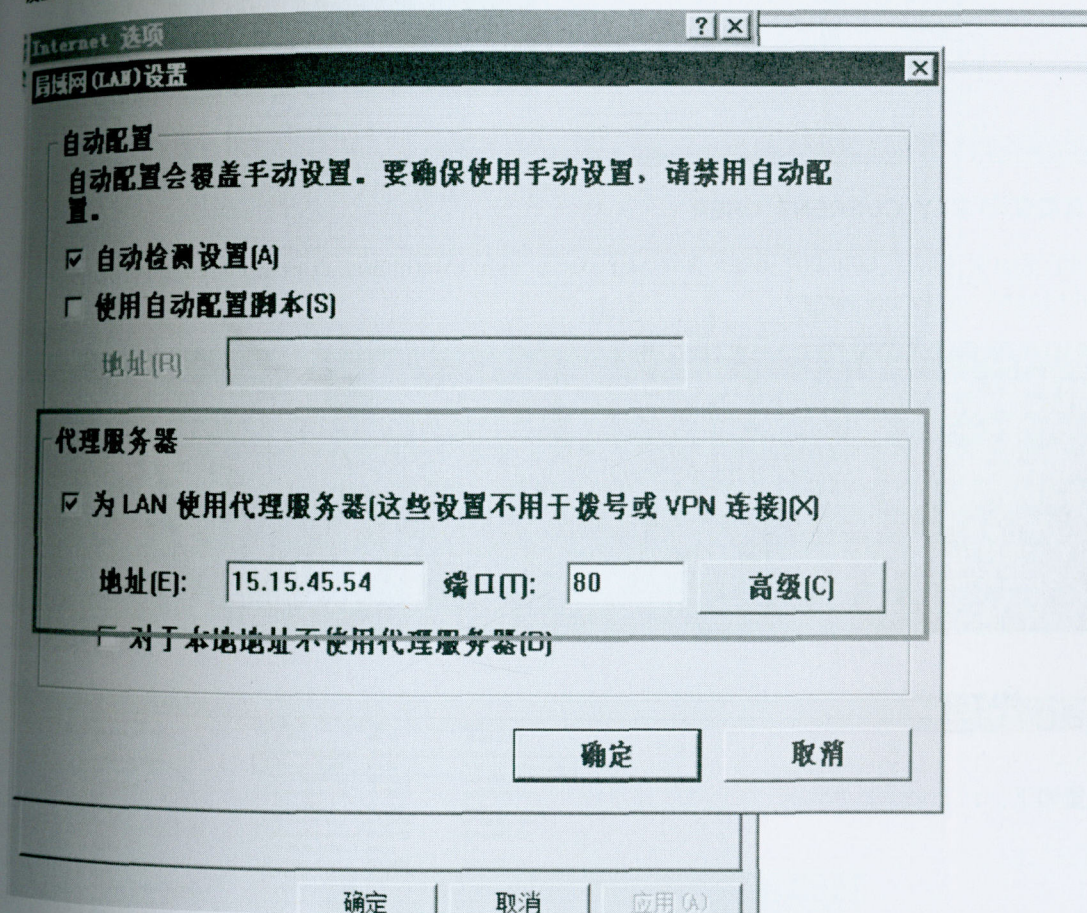 Internet 选项
局域网(LAN)设置
自动配置
自动配置会覆盖手动设置。要确保使用手动设置，请禁用自动配
置。
自动检测设置(A)
使用自动配置脚本(S)
地址(R)
代理服务器
为 LAN 使用代理服务器(这些设置不用于拨号或 VPN 连接)(X)
地址(E): 15.15.45.54 端口(T): 80 高级(C)
对于本地地址不使用代理服务器(B)
确定 取消
确定 取消 应用(A)